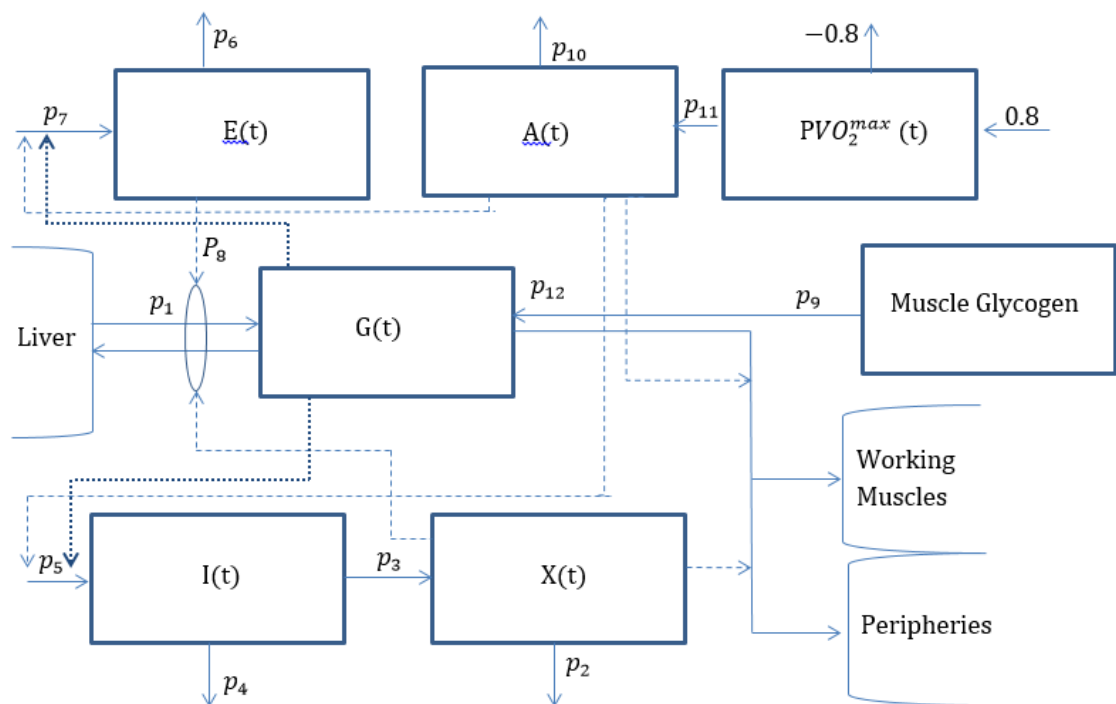 p₆
p₁₀
−0.8
p₇
E(t)
A(t)
p₁₁
PVO₂ᵐᵃˣ (t)
0.8
P₈
Liver
p₁
G(t)
p₁₂
p₉
Muscle Glycogen
Working
Muscles
p₅
I(t)
p₃
X(t)
Peripheries
p₄
p₂